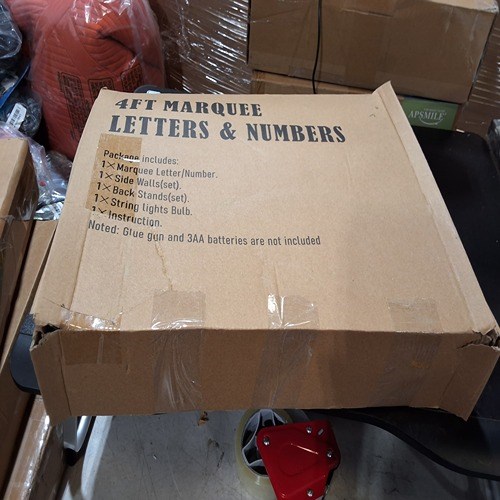 4FT MARQUEE
LETTERS & NUMBERS
Package includes:
1×Marquee Letter/Number.
1×Side Walls(set).
1×Back Stands(set).
1×String lights Bulb.
1×Instruction.
Noted: Glue gun and 3AA batteries are not included
APSMILE